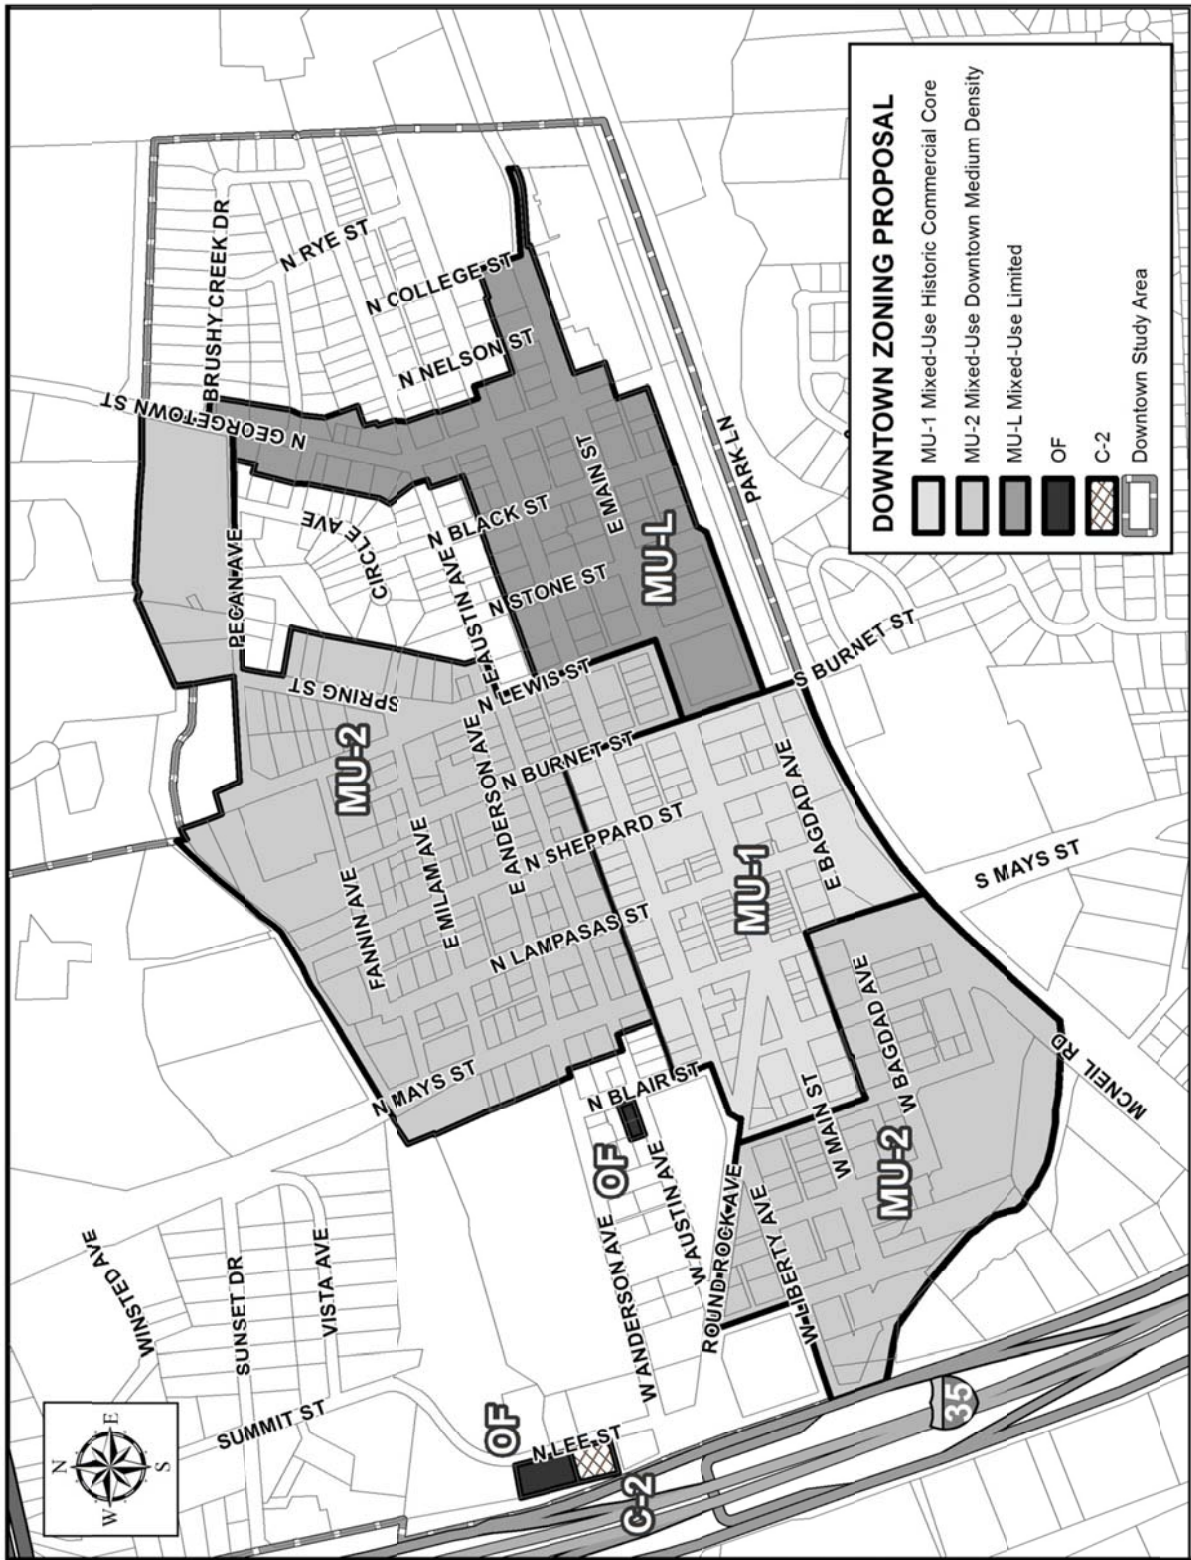 DOWNTOWN ZONING PROPOSAL
MU-1 Mixed-Use Historic Commercial Core
MU-2 Mixed-Use Downtown Medium Density
MU-L Mixed-Use Limited
OF
C-2
Downtown Study Area
N
W
E
S
WINSTED AVE
SUNSET DR
VISTA AVE
SUMMIT ST
OF
N LEE ST
C-2
35
W ANDERSON AVE
OF
N BLAIR ST
W AUSTIN AVE
ROUND ROCK AVE
W LIBERTY AVE
W MAIN ST
W BAGDAD AVE
MU-2
MCNEIL RD
S MAYS ST
N MAYS ST
FANNIN AVE
E MILAM AVE
MU-2
N LAMPASAS ST
E ANDERSON AVE
N SHEPPARD ST
MU-1
E BAGDAD AVE
N BURNET ST
S BURNET ST
SPRING ST
N LEWIS ST
E AUSTIN AVE
PECAN AVE
CIRCLE AVE
N BLACK ST
N STONE ST
MU-L
E MAIN ST
PARK LN
N GEORGETOWN ST
N GEORGETOWN ST
BRUSHY CREEK DR
N RYE ST
N COLLEGE ST
N NELSON ST